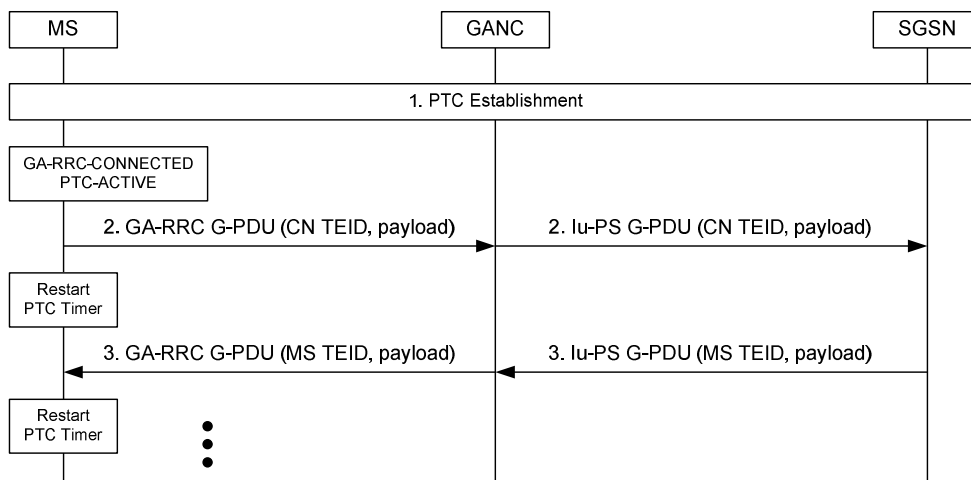 MS
GANC
SGSN
1. PTC Establishment
GA-RRC-CONNECTED
PTC-ACTIVE
2. GA-RRC G-PDU (CN TEID, payload)
2. Iu-PS G-PDU (CN TEID, payload)
Restart
PTC Timer
3. GA-RRC G-PDU (MS TEID, payload)
3. Iu-PS G-PDU (MS TEID, payload)
Restart
PTC Timer